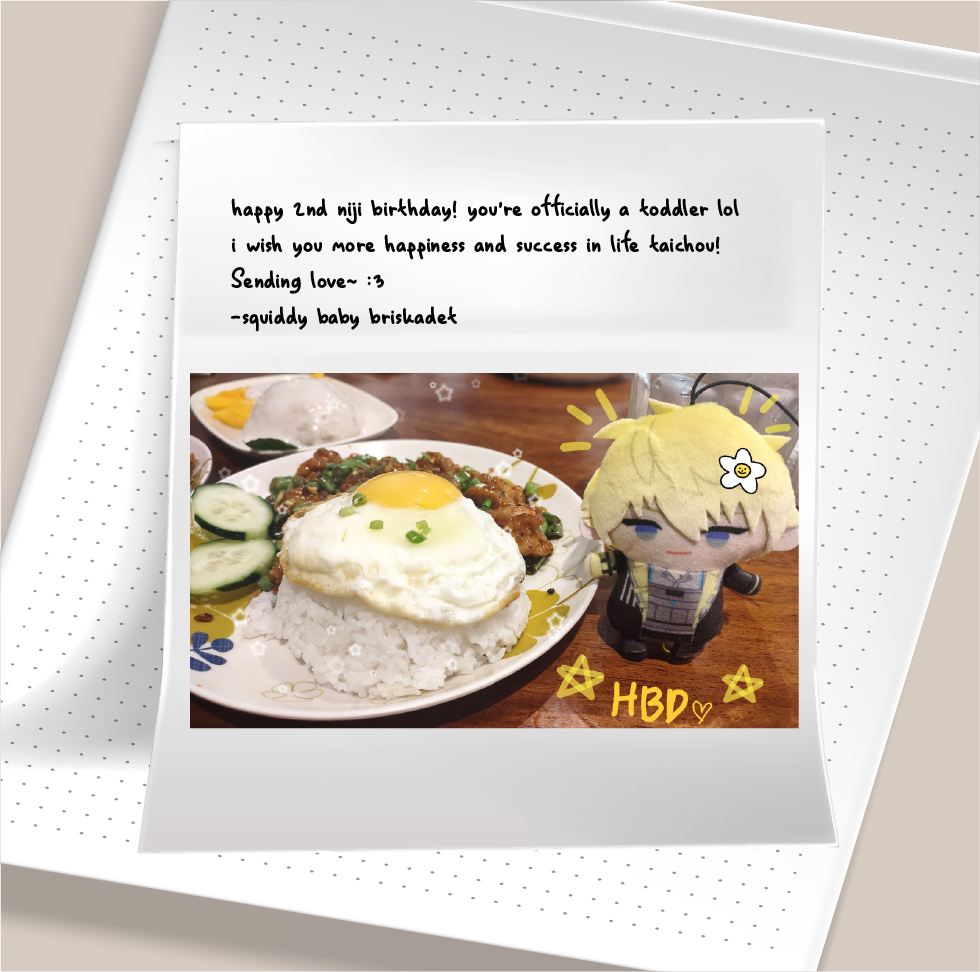 happy 2nd niji birthday! you're officially a toddler lol
i wish you more happiness and success in life taichou!
Sending love~ :3
-squiddy baby briskadet
HBD♡